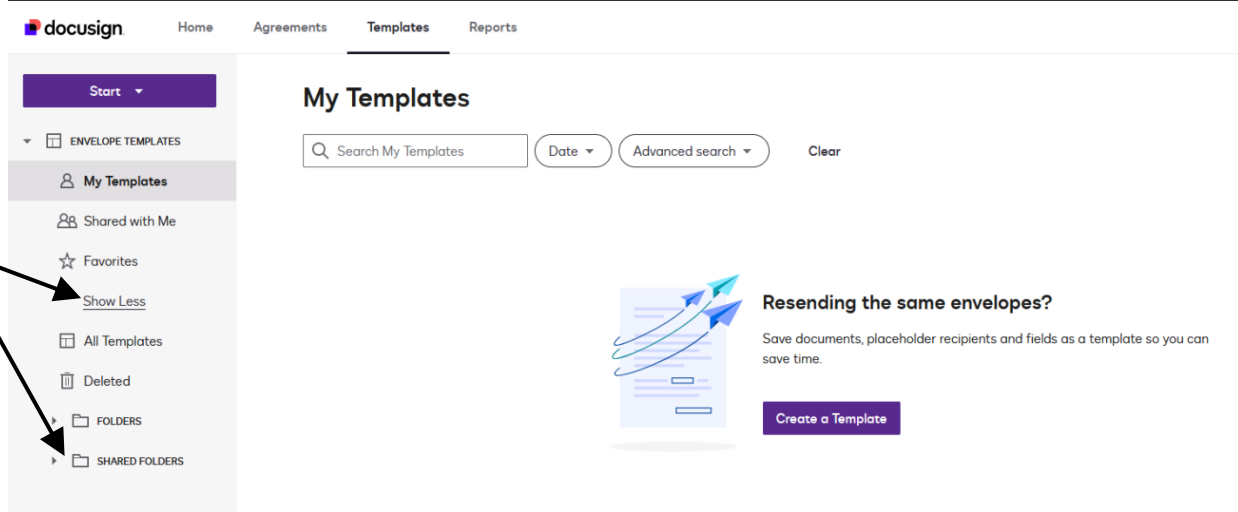 docusign Home Agreements Templates Reports
Start
ENVELOPE TEMPLATES
My Templates
Shared with Me
Favorites
Show Less
All Templates
Deleted
FOLDERS
SHARED FOLDERS
My Templates
Search My Templates Date Advanced search Clear
Resending the same envelopes?
Save documents, placeholder recipients and fields as a template so you can
save time.
Create a Template